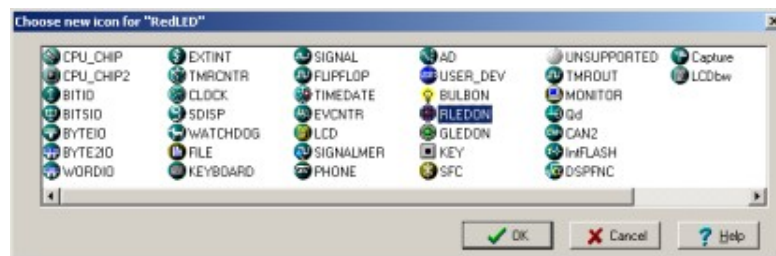 Choose new icon for "RedLED"
CPU_CHIP EXTINT SIGNAL AD UNSUPPORTED Capture
CPU_CHIP2 TMRCNTR FLIPFLOP USER_DEV TMROUT LCDbw
BITIO CLOCK TIMEDATE BULBON MONITOR
BITSIO SDISP EVCNTR RLEDON Qd
BYTEIO WATCHDOG LCD GLEDON CAN2
BYTE2IO FILE SIGNALMER KEY IntFLASH
WORDIO KEYBOARD PHONE SFC DSPFNC
OK Cancel Help